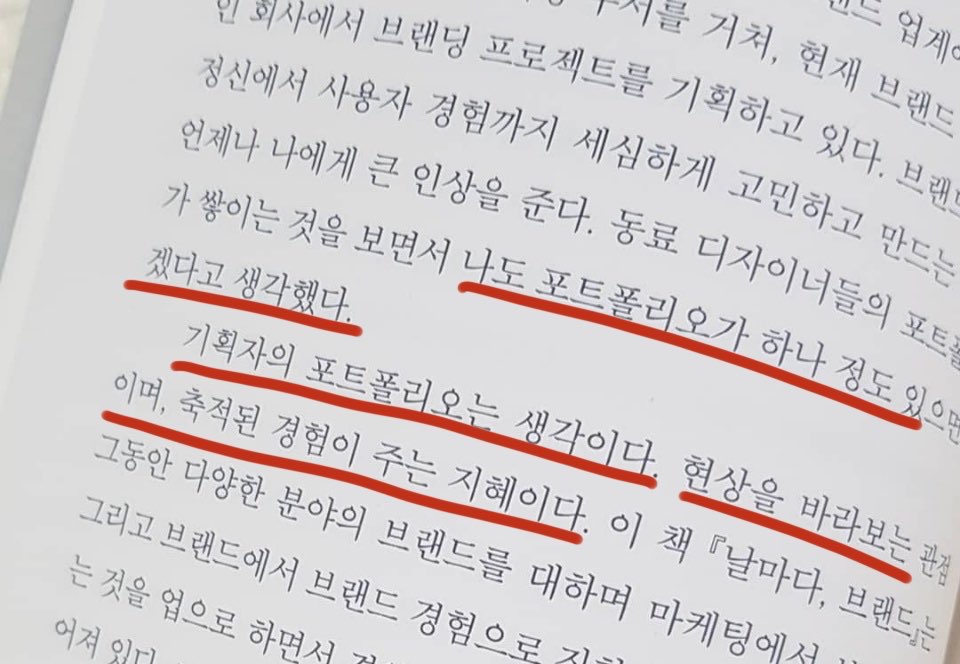 를 거쳐, 현재 브랜드
인 회사에서 브랜딩 프로젝트를 기획하고 있다. 브랜드
정신에서 사용자 경험까지 세심하게 고민하고 만드는
언제나 나에게 큰 인상을 준다. 동료 디자이너들의 포트폴
가 쌓이는 것을 보면서 나도 포트폴리오가 하나 정도 있으면
겠다고 생각했다.
기획자의 포트폴리오는 생각이다. 현상을 바라보는 관점
이며, 축적된 경험이 주는 지혜이다. 이 책 『날마다, 브랜드』는
그동안 다양한 분야의 브랜드를 대하며 마케팅에서
그리고 브랜드에서 브랜드 경험으로
는 것을 업으로 하면서
어져 있다